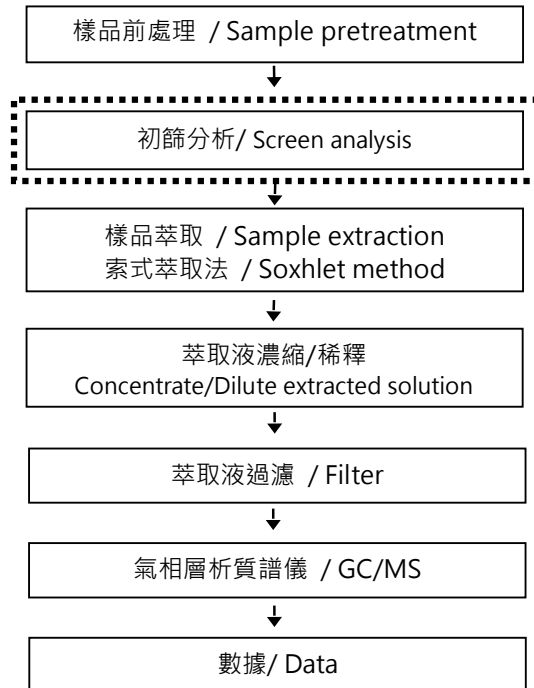 樣品前處理 / Sample pretreatment
初篩分析/ Screen analysis
樣品萃取 / Sample extraction
索式萃取法 / Soxhlet method
萃取液濃縮/稀釋
Concentrate/Dilute extracted solution
萃取液過濾 / Filter
氣相層析質譜儀 / GC/MS
數據/ Data